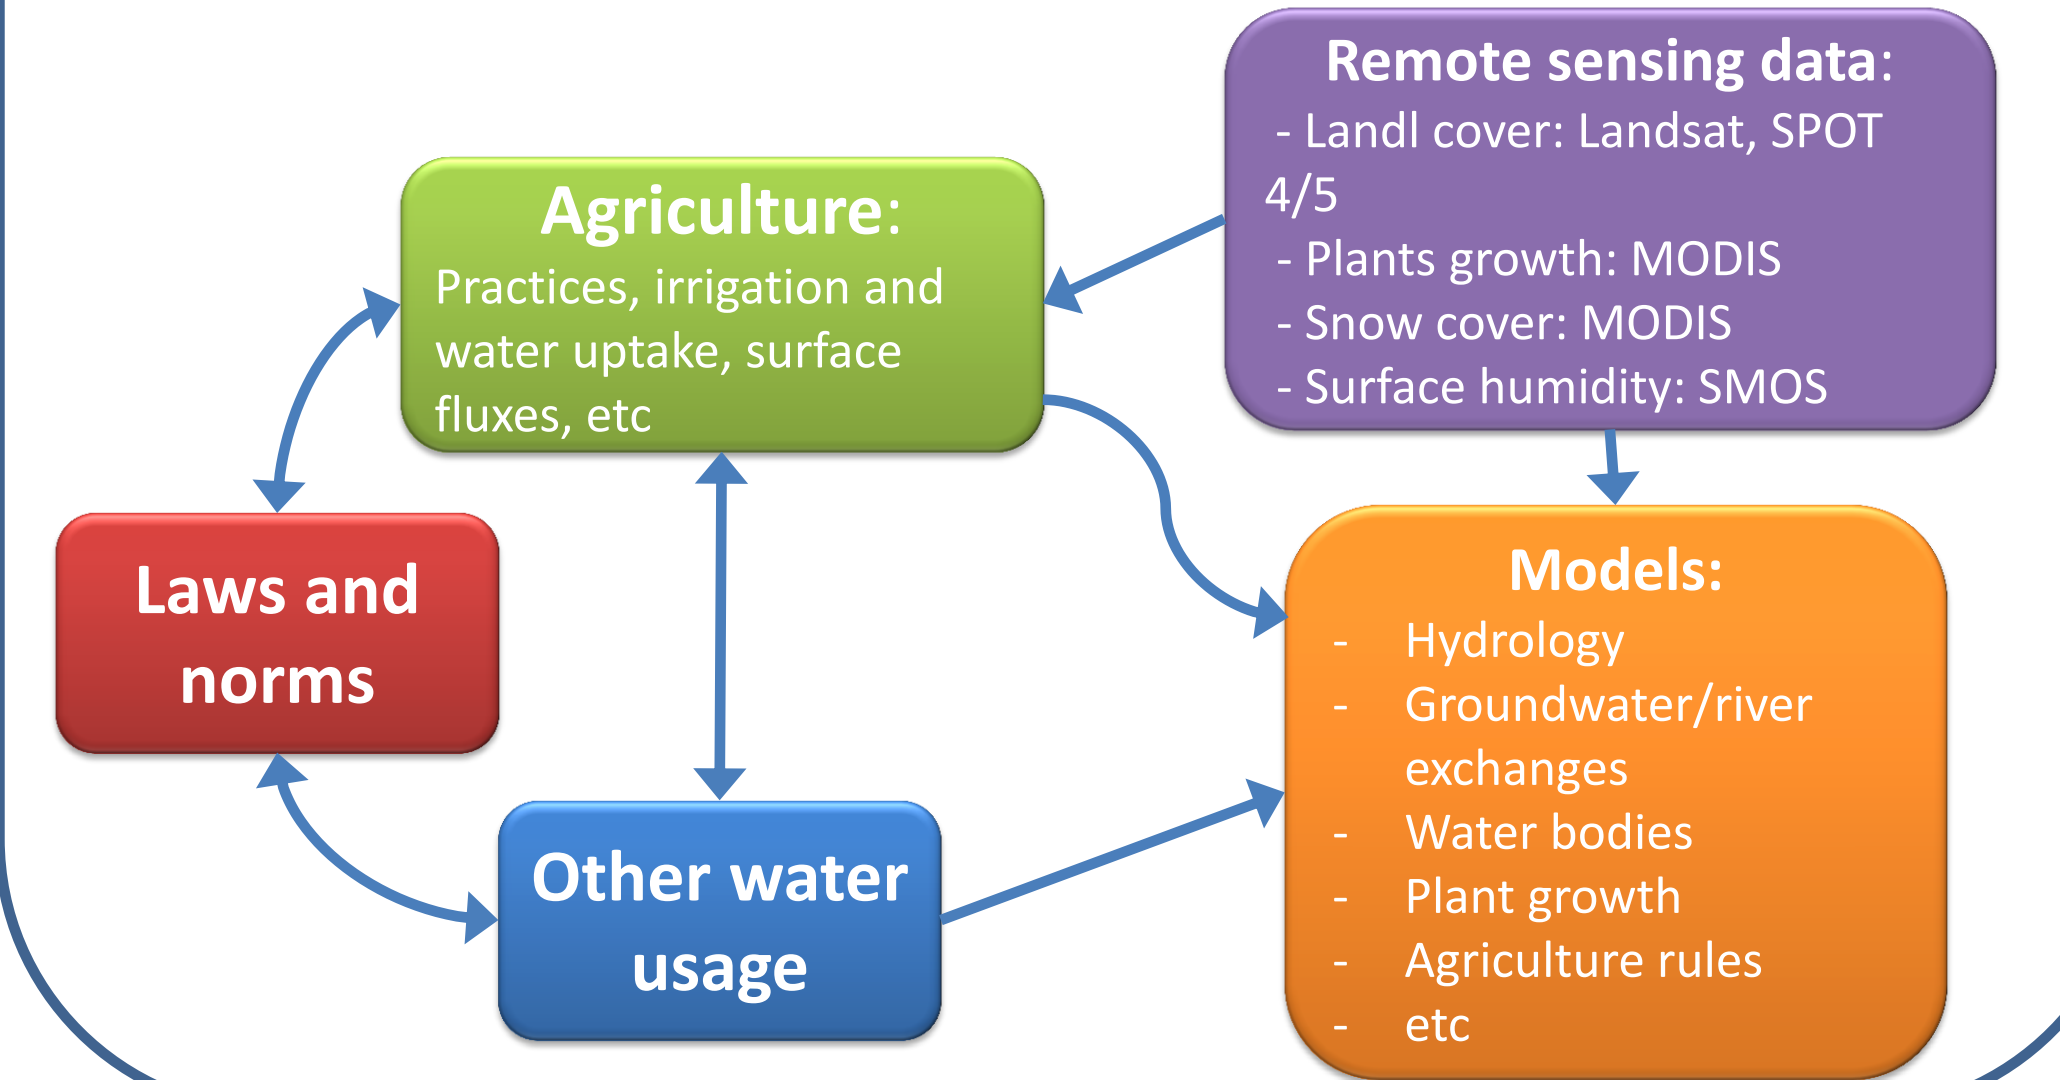 Remote sensing data:
- Landl cover: Landsat, SPOT
4/5
- Plants growth: MODIS
- Snow cover: MODIS
- Surface humidity: SMOS
Agriculture:
Practices, irrigation and
water uptake, surface
fluxes, etc
Laws and
norms
Other water
usage
Models:
- Hydrology
- Groundwater/river
exchanges
- Water bodies
- Plant growth
- Agriculture rules
- etc